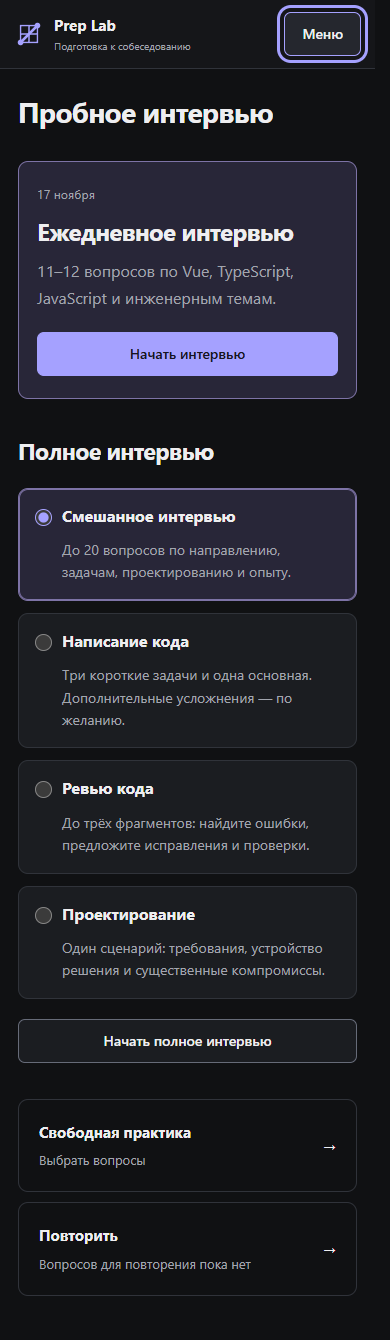 Prep Lab
Подготовка к собеседованию
Меню
Пробное интервью
17 ноября
Ежедневное интервью
11–12 вопросов по Vue, TypeScript,
JavaScript и инженерным темам.
Начать интервью
Полное интервью
Смешанное интервью
До 20 вопросов по направлению,
задачам, проектированию и опыту.
Написание кода
Три короткие задачи и одна основная.
Дополнительные усложнения — по
желанию.
Ревью кода
До трёх фрагментов: найдите ошибки,
предложите исправления и проверки.
Проектирование
Один сценарий: требования, устройство
решения и существенные компромиссы.
Начать полное интервью
Свободная практика
Выбрать вопросы
→
Повторить
Вопросов для повторения пока нет
→